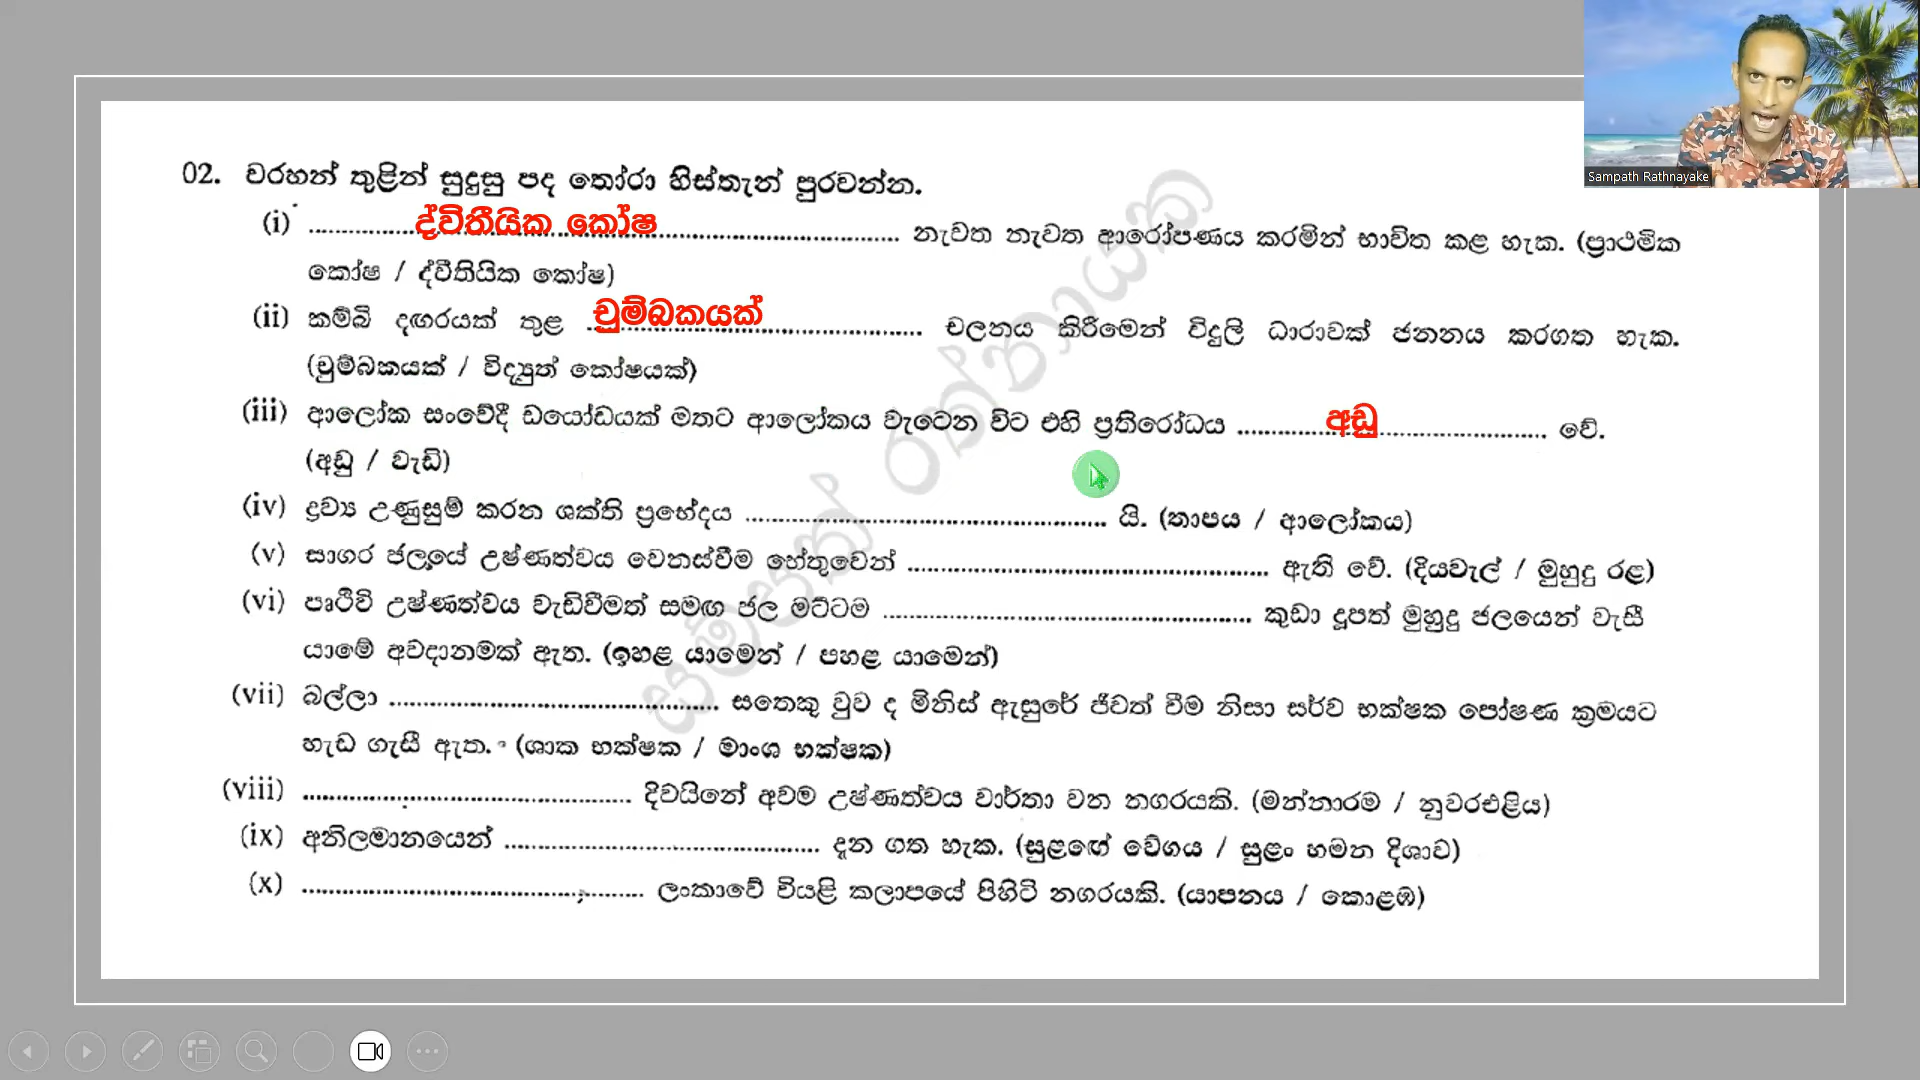 Sampath Rathnayake
02. වරහන් තුළින් සුදුසු පද තෝරා හිස්තැන් පුරවන්න.
(i) ........ ද්විතීයික කෝෂ ........ නැවත නැවත ආරෝපණය කරමින් භාවිත කළ හැක. (ප්‍රාථමික
කෝෂ / ද්වීතියික කෝෂ)
(ii) කම්බි දඟරයක් තුළ ........ චුම්බකයක් ........ චලනය කිරීමෙන් විදුලි ධාරාවක් ජනනය කරගත හැක.
(චුම්බකයක් / විද්‍යුත් කෝෂයක්)
(iii) ආලෝක සංවේදී ඩයෝඩයක් මතට ආලෝකය වැටෙන විට එහි ප්‍රතිරෝධය ........ අඩු ........ වේ.
(අඩු / වැඩි)
(iv) ද්‍රව්‍ය උණුසුම් කරන ශක්ති ප්‍රභේදය ........ යි. (තාපය / ආලෝකය)
(v) සාගර ජලයේ උෂ්ණත්වය වෙනස්වීම හේතුවෙන් ........ ඇති වේ. (දියවැල් / මුහුදු රළ)
(vi) පෘථිවි උෂ්ණත්වය වැඩිවීමත් සමඟ ජල මට්ටම ........ කුඩා දූපත් මුහුදු ජලයෙන් වැසී
යාමේ අවදානමක් ඇත. (ඉහළ යාමෙන් / පහළ යාමෙන්)
(vii) බල්ලා ........ සතෙකු වුව ද මිනිස් ඇසුරේ ජීවත් වීම නිසා සර්ව භක්ෂක පෝෂණ ක්‍රමයට
හැඩ ගැසී ඇත. (ශාක භක්ෂක / මාංශ භක්ෂක)
(viii) ........ දිවයිනේ අවම උෂ්ණත්වය වාර්තා වන නගරයකි. (මන්නාරම / නුවරඑළිය)
(ix) අනිලමානයෙන් ........ දැන ගත හැක. (සුළඟේ වේගය / සුළං හමන දිශාව)
(x) ........ ලංකාවේ වියළි කලාපයේ පිහිටි නගරයකි. (යාපනය / කොළඹ)
සම්පත් රත්නායක